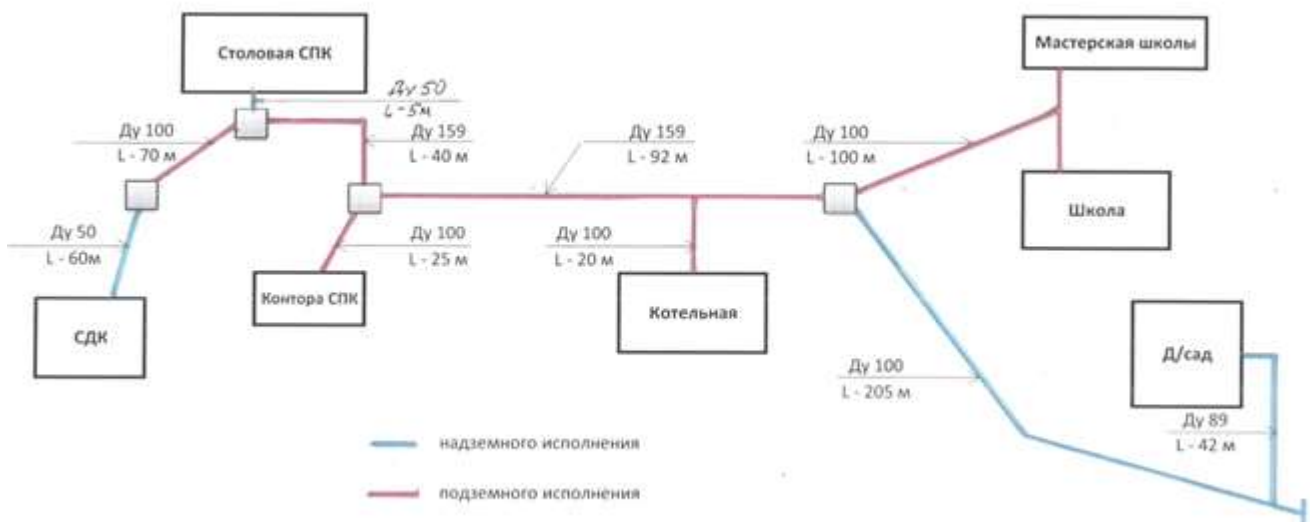 Столовая СПК
Мастерская школы
Ду 50
L-5м
Ду 100
L - 70 м
Ду 159
L - 40 м
Ду 159
L - 92 м
Ду 100
L - 100 м
Школа
Ду 50
L - 60м
Ду 100
L - 25 м
Ду 100
L - 20 м
Контора СПК
Котельная
СДК
Д/сад
Ду 100
L - 205 м
Ду 89
L - 42 м
надземного исполнения
подземного исполнения